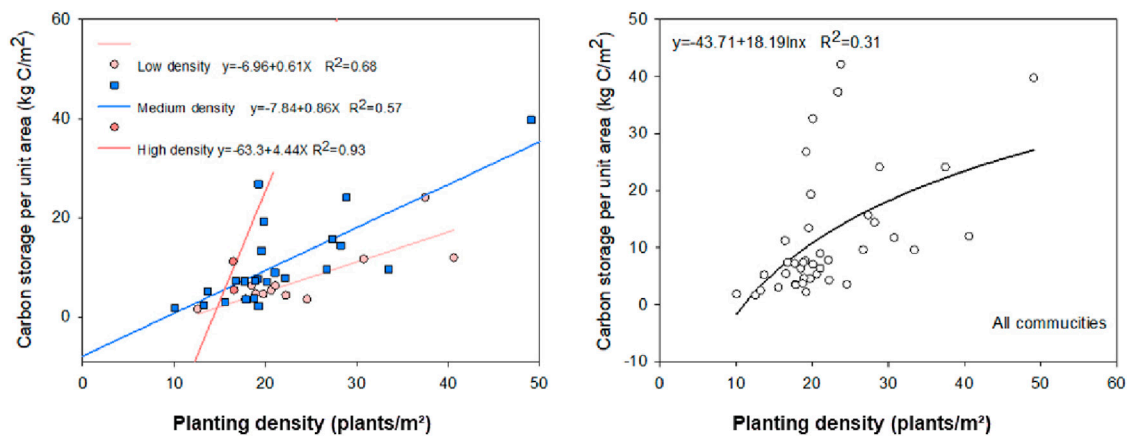 60
40
20
0
Carbon storage per unit area (kg C/m²)
Low density y=-6.96+0.61X R²=0.68
Medium density y=-7.84+0.86X R²=0.57
High density y=-63.3+4.44X R²=0.93
0 10 20 30 40 50
Planting density (plants/m²)
60
50
40
30
20
10
0
-10
Carbon storage per unit area (kg C/m²)
y=-43.71+18.19lnx R²=0.31
All commucities
0 10 20 30 40 50 60
Planting density (plants/m²)